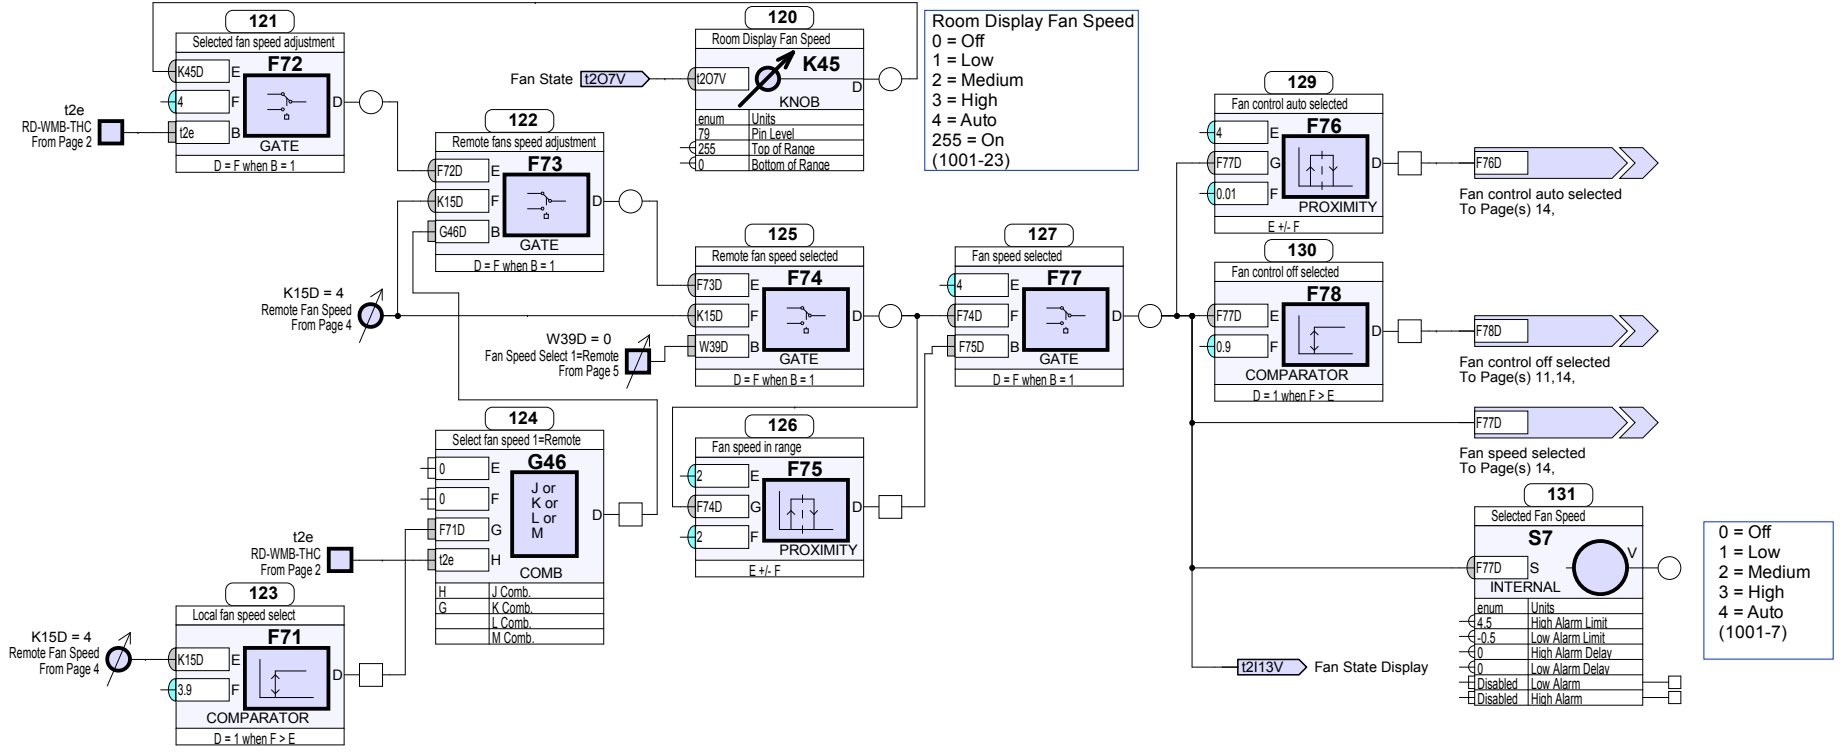 121
Selected fan speed adjustment
F72
K45D E
4 F
t2e B
D
GATE
D = F when B = 1
t2e
RD-WMB-THC
From Page 2
120
Room Display Fan Speed
K45
Fan State t2O7V
t2O7V
D
KNOB
enum Units
79 Pin Level
255 Top of Range
0 Bottom of Range
Room Display Fan Speed
0 = Off
1 = Low
2 = Medium
3 = High
4 = Auto
255 = On
(1001-23)
122
Remote fans speed adjustment
F73
F72D E
K15D F
G46D B
D
GATE
D = F when B = 1
K15D = 4
Remote Fan Speed
From Page 4
125
Remote fan speed selected
F74
F73D E
K15D F
W39D B
D
GATE
D = F when B = 1
W39D = 0
Fan Speed Select 1=Remote
From Page 5
127
Fan speed selected
F77
4 E
F74D F
F75D B
D
GATE
D = F when B = 1
129
Fan control auto selected
F76
4 E
F77D G
0.01 F
D
PROXIMITY
E +/- F
F76D
Fan control auto selected
To Page(s) 14,
130
Fan control off selected
F78
F77D E
0.9 F
D
COMPARATOR
D = 1 when F > E
F78D
Fan control off selected
To Page(s) 11,14,
F77D
Fan speed selected
To Page(s) 14,
124
Select fan speed 1=Remote
G46
0 E
0 F
F71D G
t2e H
J or
K or
L or
M
D
COMB
H J Comb.
G K Comb.
L Comb.
M Comb.
t2e
RD-WMB-THC
From Page 2
126
Fan speed in range
F75
2 E
F74D G
2 F
D
PROXIMITY
E +/- F
123
Local fan speed select
F71
K15D E
3.9 F
D
COMPARATOR
D = 1 when F > E
K15D = 4
Remote Fan Speed
From Page 4
131
Selected Fan Speed
S7
F77D S
V
INTERNAL
enum Units
4.5 High Alarm Limit
-0.5 Low Alarm Limit
0 High Alarm Delay
0 Low Alarm Delay
Disabled Low Alarm
Disabled High Alarm
t2I13V Fan State Display
0 = Off
1 = Low
2 = Medium
3 = High
4 = Auto
(1001-7)